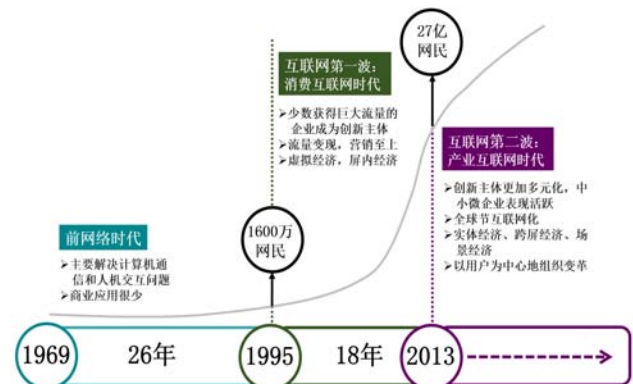 27亿
网民
互联网第一波：
消费互联网时代
➢少数获得巨大流量的
企业成为创新主体
➢流量变现，营销至上
➢虚拟经济，屏内经济
互联网第二波：
产业互联网时代
➢创新主体更加多元化，中
小微企业表现活跃
➢全球节互联网化
➢实体经济、跨屏经济、场
景经济
➢以用户为中心地组织变革
1600万
网民
前网络时代
➢主要解决计算机通
信和人机交互问题
➢商业应用很少
1969 26年 1995 18年 2013